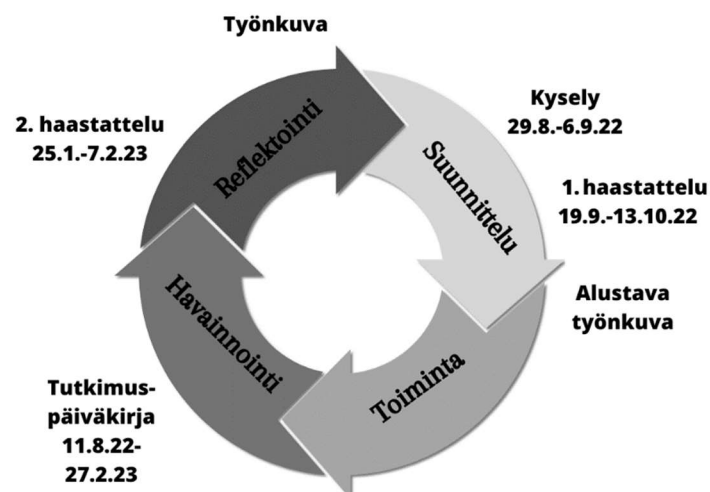 Työnkuva
Kysely
29.8.-6.9.22
2. haastattelu
25.1.-7.2.23
Reflektointi
Suunnittelu
1. haastattelu
19.9.-13.10.22
Alustava
työnkuva
Havainnointi
Toiminta
Tutkimus-
päiväkirja
11.8.22-
27.2.23